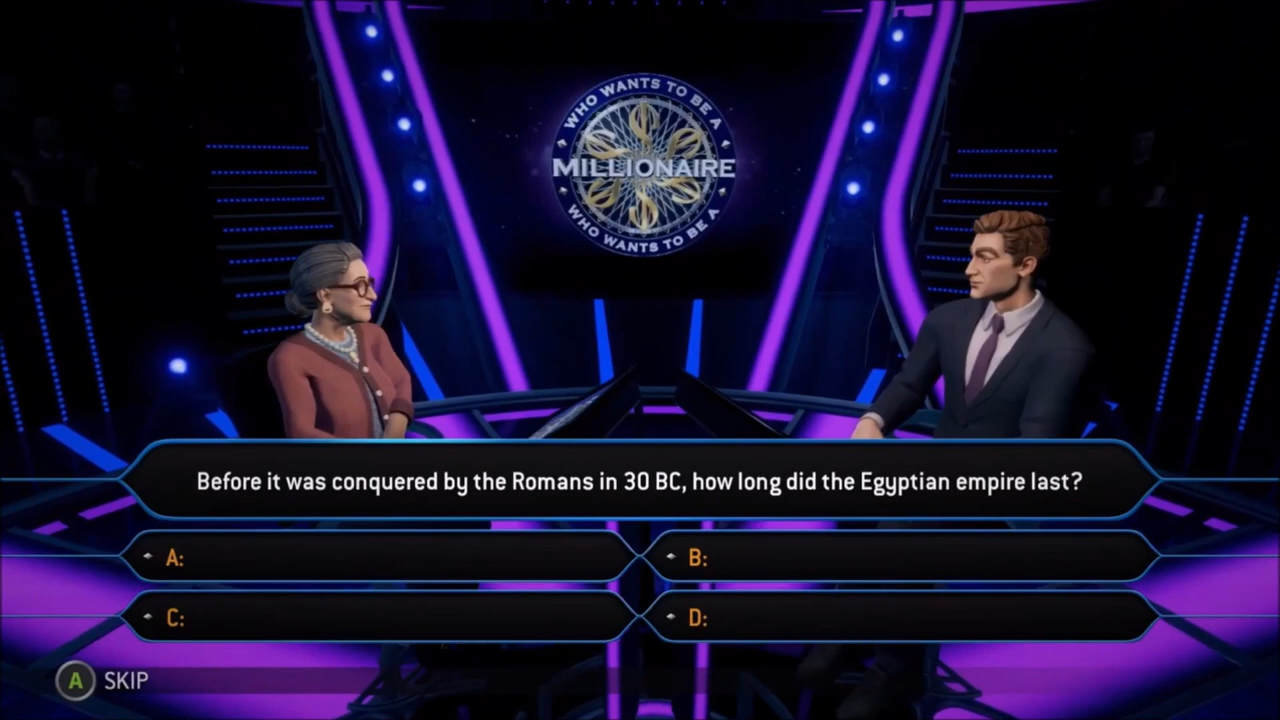 WHO WANTS TO BE A
MILLIONAIRE
WHO WANTS TO BE A
Before it was conquered by the Romans in 30 BC, how long did the Egyptian empire last?
A:
B:
C:
D:
A SKIP